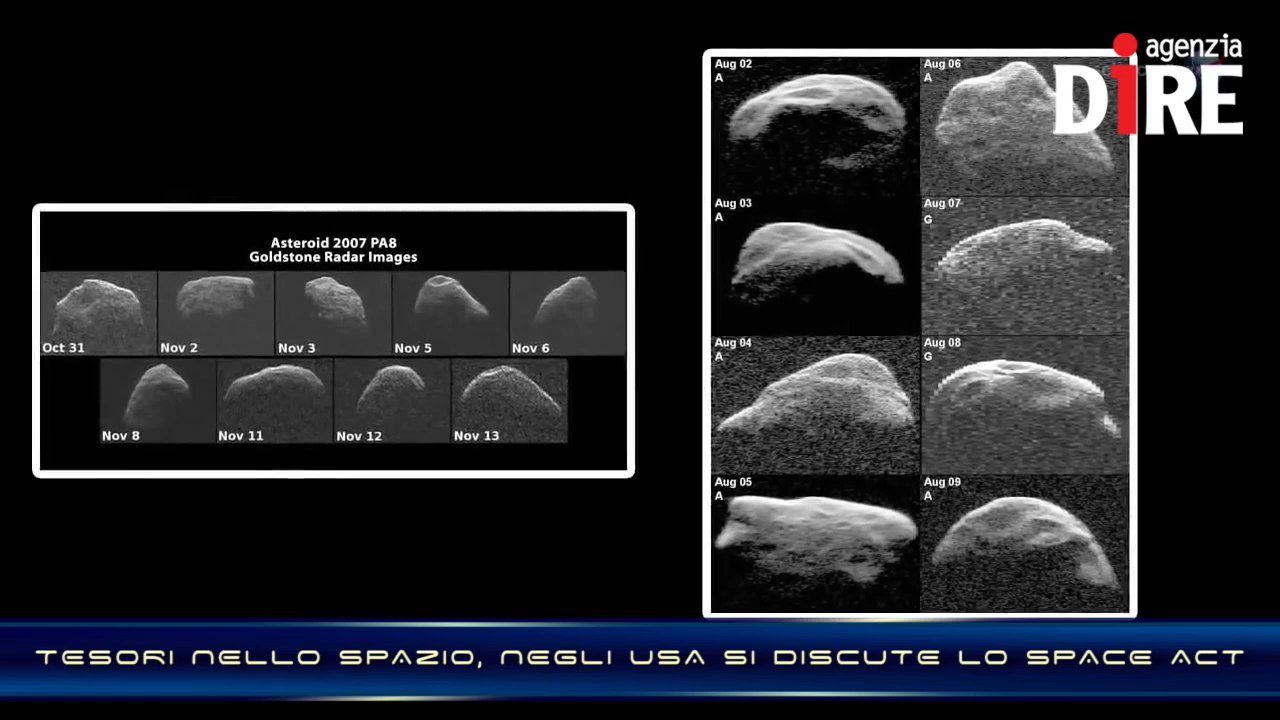 agenzia
DiRE
Asteroid 2007 PA8
Goldstone Radar Images
Oct 31
Nov 2
Nov 3
Nov 5
Nov 6
Nov 8
Nov 11
Nov 12
Nov 13
Aug 02
A
Aug 06
A
Aug 03
A
Aug 07
G
Aug 04
A
Aug 08
G
Aug 05
A
Aug 09
A
TESORI NELLO SPAZIO, NEGLI USA SI DISCUTE LO SPACE ACT